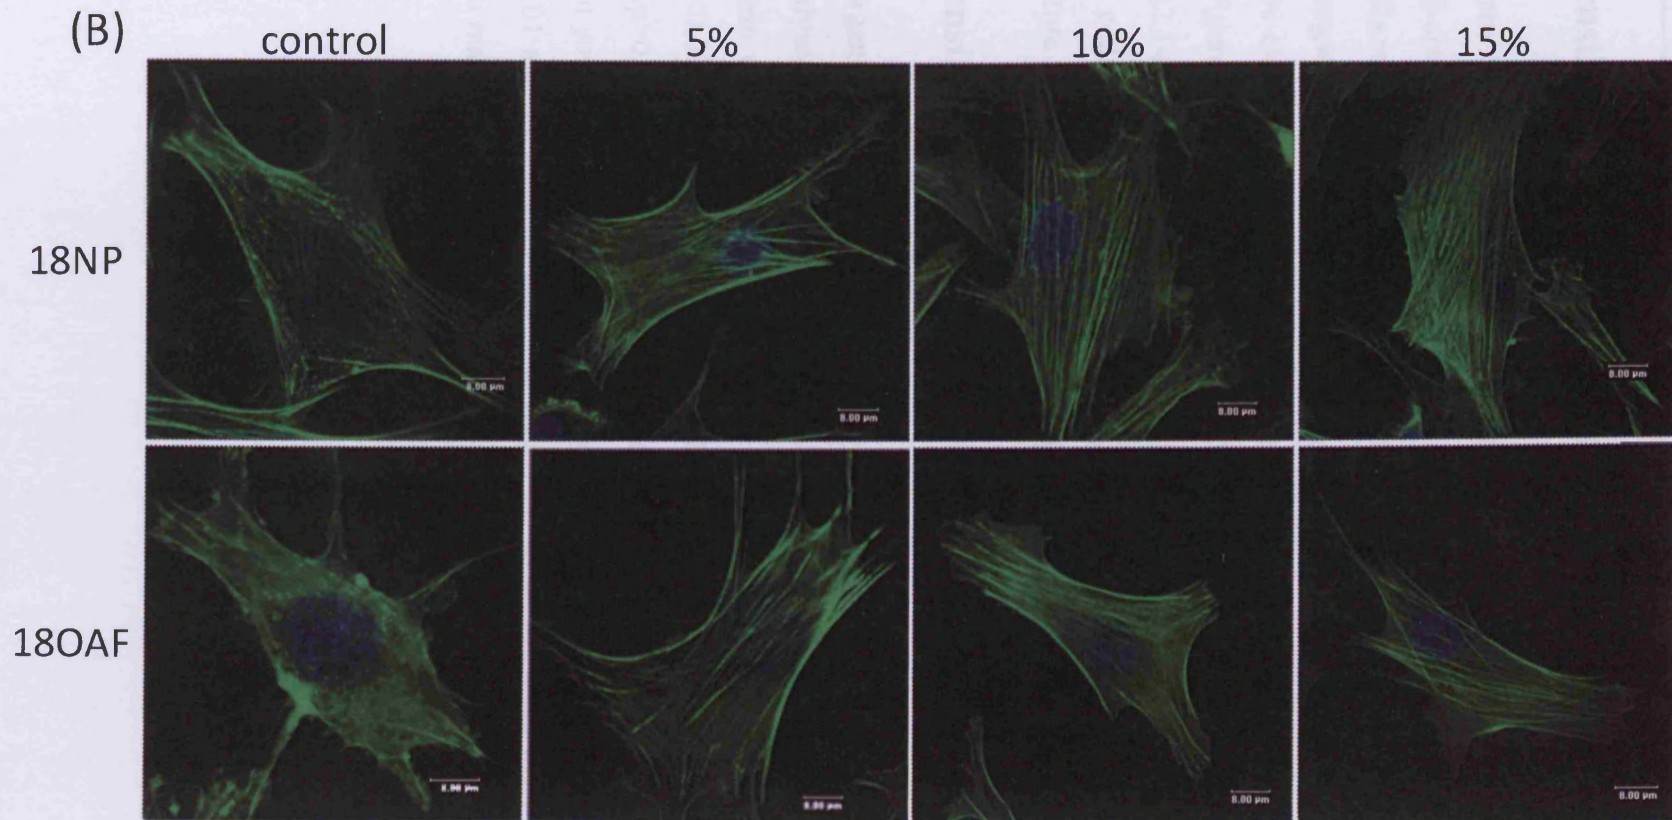 (B)
control 5% 10% 15%
18NP
8.00 µm 8.00 µm 8.00 µm 8.00 µm
18OAF
8.00 µm 8.00 µm 8.00 µm 8.00 µm